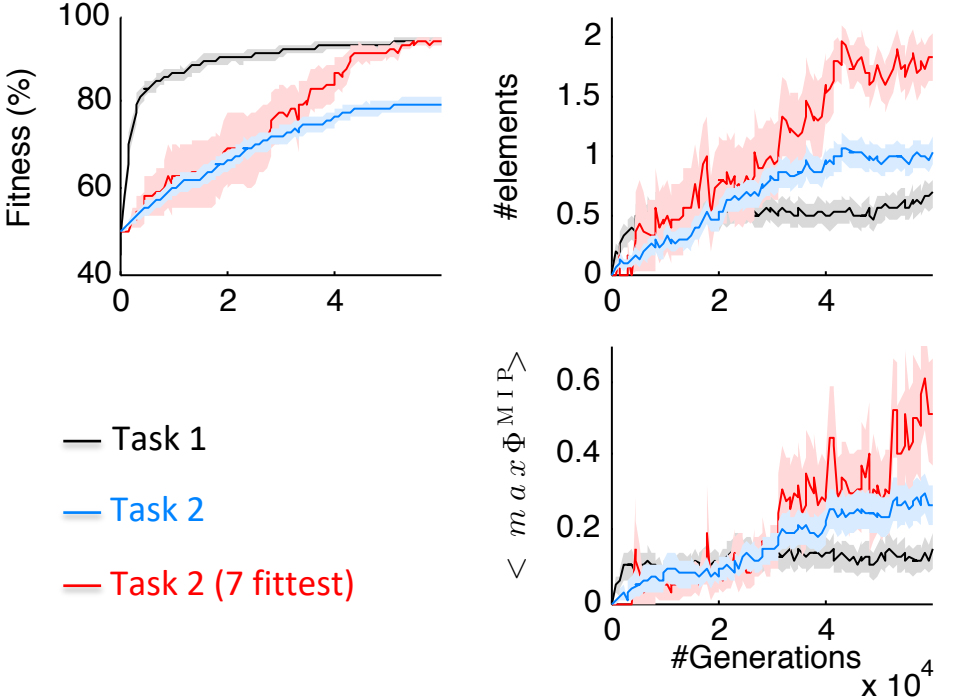 Fitness (%)
100
80
60
40
0 2 4
#elements
2
1.5
1
0.5
0
0 2 4
< max Φ^MIP >
0.6
0.4
0.2
0
0 2 4
#Generations
x 10^4
Task 1
Task 2
Task 2 (7 fittest)